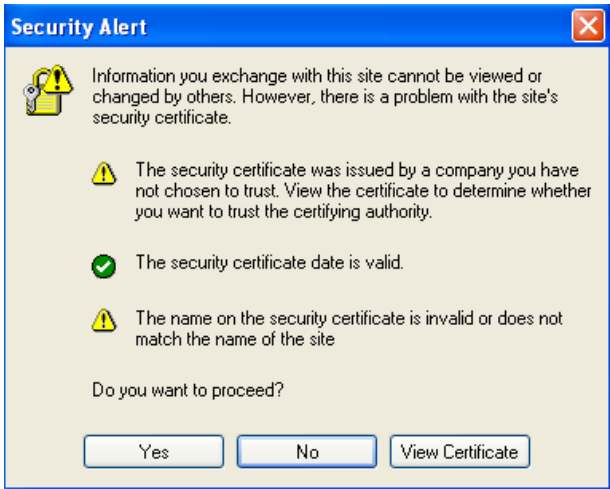 Security Alert
Information you exchange with this site cannot be viewed or
changed by others. However, there is a problem with the site's
security certificate.
The security certificate was issued by a company you have
not chosen to trust. View the certificate to determine whether
you want to trust the certifying authority.
The security certificate date is valid.
The name on the security certificate is invalid or does not
match the name of the site
Do you want to proceed?
Yes No View Certificate